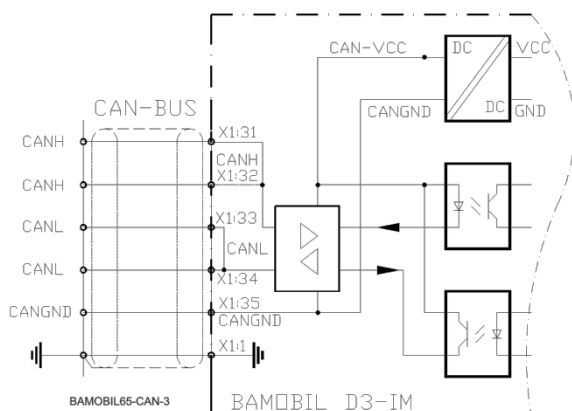 CAN-VCC
DC
VCC
CAN-BUS
CANGND
DC
GND
X1:31
CANH
CANH
X1:32
CANH
X1:33
CANL
CANL
CANL
X1:34
X1:35
CANGND
CANGND
X1:1
BAMOBIL65-CAN-3
BAMOBIL D3-IM